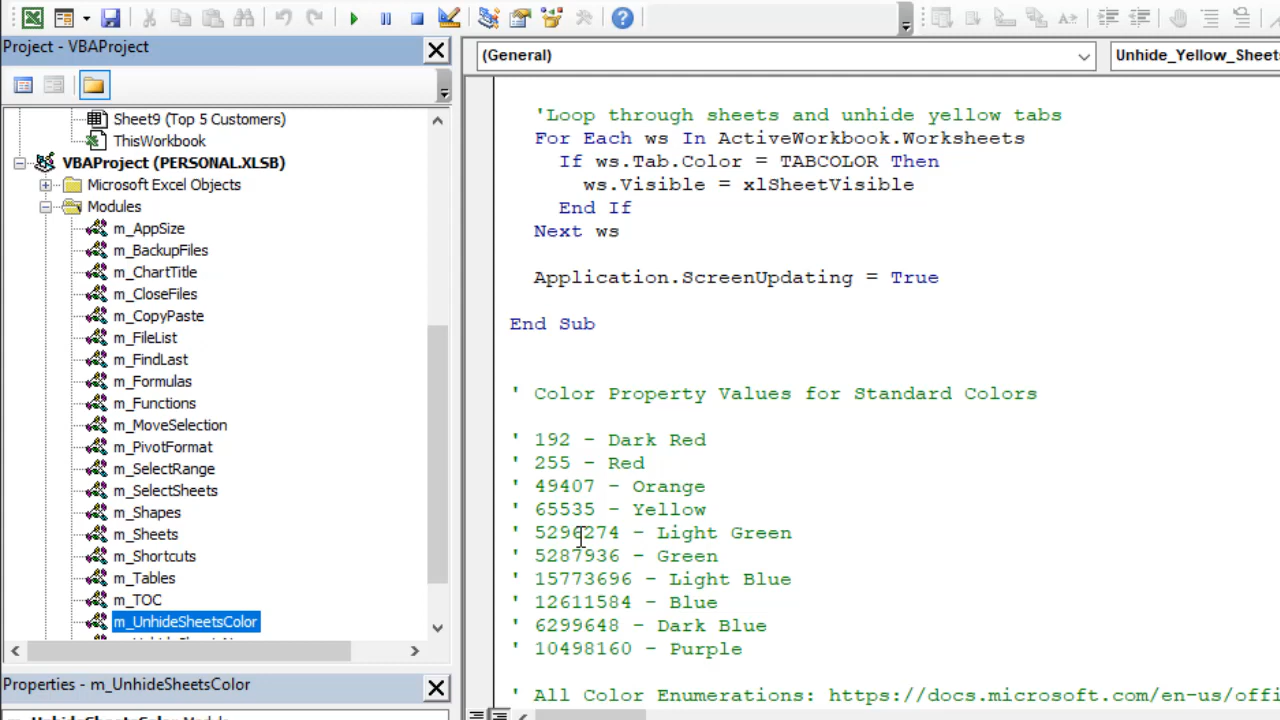 Project - VBAProject
Sheet9 (Top 5 Customers)
ThisWorkbook
VBAProject (PERSONAL.XLSB)
Microsoft Excel Objects
Modules
m_AppSize
m_BackupFiles
m_ChartTitle
m_CloseFiles
m_CopyPaste
m_FileList
m_FindLast
m_Formulas
m_Functions
m_MoveSelection
m_PivotFormat
m_SelectRange
m_SelectSheets
m_Shapes
m_Sheets
m_Shortcuts
m_Tables
m_TOC
m_UnhideSheetsColor
Properties - m_UnhideSheetsColor
m_UnhideSheetsColor Module
(General)
Unhide_Yellow_Sheets
'Loop through sheets and unhide yellow tabs
For Each ws In ActiveWorkbook.Worksheets
If ws.Tab.Color = TABCOLOR Then
ws.Visible = xlSheetVisible
End If
Next ws
Application.ScreenUpdating = True
End Sub
' Color Property Values for Standard Colors
' 192 - Dark Red
' 255 - Red
' 49407 - Orange
' 65535 - Yellow
' 5296274 - Light Green
' 5287936 - Green
' 15773696 - Light Blue
' 12611584 - Blue
' 6299648 - Dark Blue
' 10498160 - Purple
' All Color Enumerations: https://docs.microsoft.com/en-us/offi